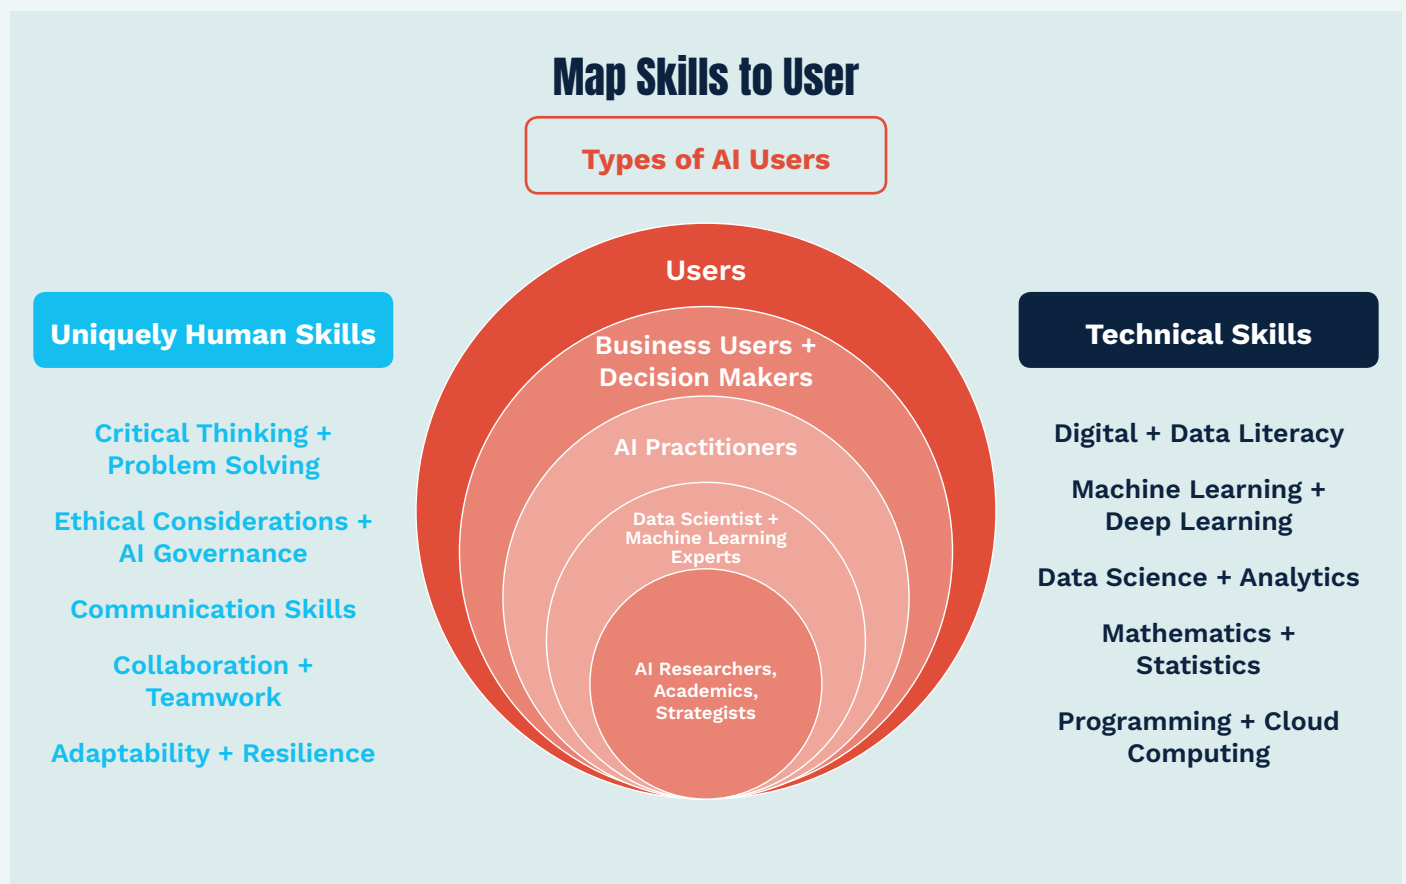 Map Skills to User
Types of AI Users
Uniquely Human Skills
Critical Thinking +
Problem Solving
Ethical Considerations +
AI Governance
Communication Skills
Collaboration +
Teamwork
Adaptability + Resilience
Users
Business Users +
Decision Makers
AI Practitioners
Data Scientist +
Machine Learning
Experts
AI Researchers,
Academics,
Strategists
Technical Skills
Digital + Data Literacy
Machine Learning +
Deep Learning
Data Science + Analytics
Mathematics +
Statistics
Programming + Cloud
Computing